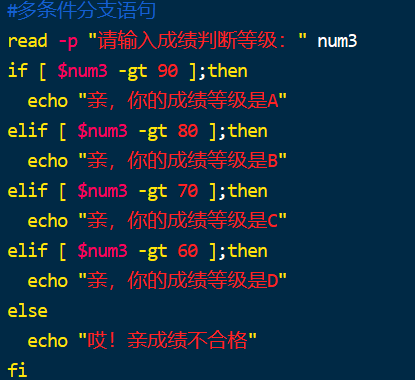 #多条件分支语句
read -p "请输入成绩判断等级：" num3
if [ $num3 -gt 90 ];then
  echo "亲，你的成绩等级是A"
elif [ $num3 -gt 80 ];then
  echo "亲，你的成绩等级是B"
elif [ $num3 -gt 70 ];then
  echo "亲，你的成绩等级是C"
elif [ $num3 -gt 60 ];then
  echo "亲，你的成绩等级是D"
else
  echo "哎！亲成绩不合格"
fi